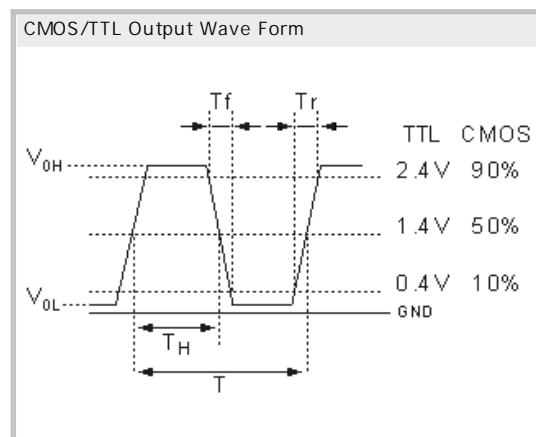 CMOS/TTL Output Wave Form
Tf Tr
TTL CMOS
V0H
2.4V 90%
1.4V 50%
0.4V 10%
V0L
GND
TH
T